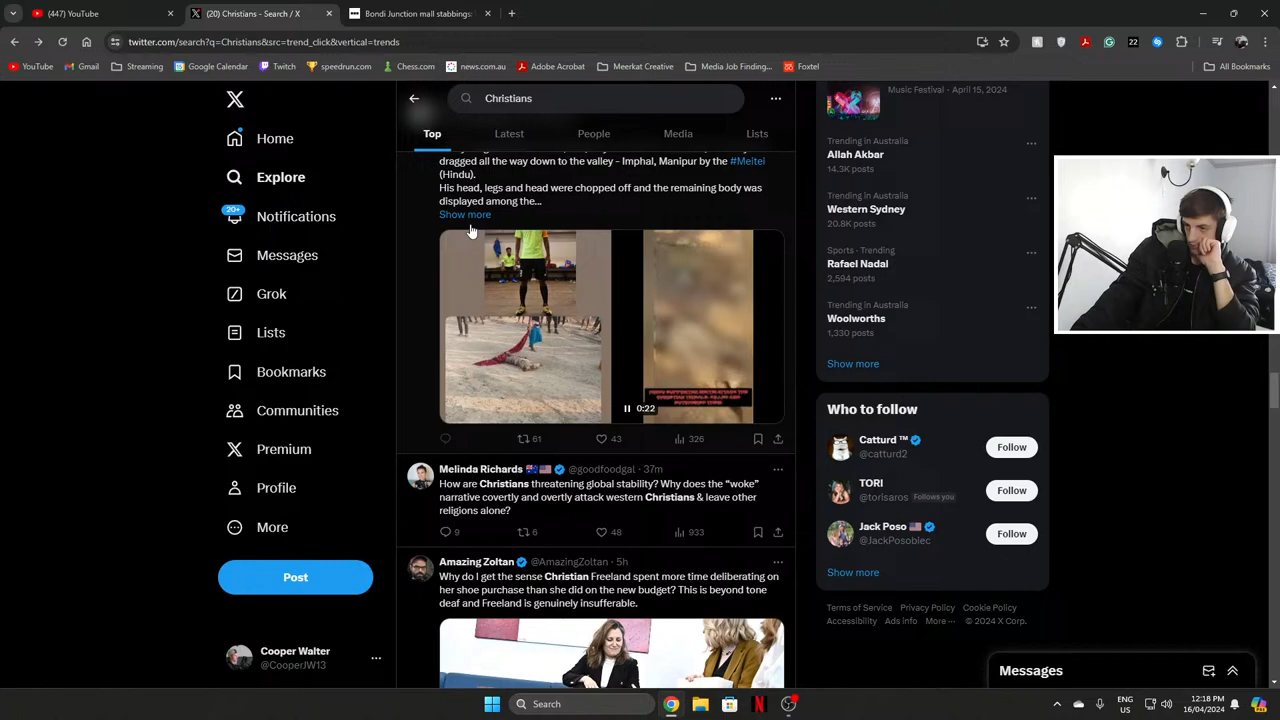 (447) YouTube
(20) Christians - Search / X
Bondi Junction mall stabbings:
twitter.com/search?q=Christians&src=trend_click&vertical=trends
22
YouTube
Gmail
Streaming
Google Calendar
Twitch
speedrun.com
Chess.com
news.com.au
Adobe Acrobat
Meerkat Creative
Media Job Finding...
Foxtel
All Bookmarks
Home
Explore
20+
Notifications
Messages
Grok
Lists
Bookmarks
Communities
Premium
Profile
More
Post
Cooper Walter
@CooperJW13
Christians
Top
Latest
People
Media
Lists
dragged all the way down to the valley - Imphal, Manipur by the #Meitei
(Hindu).
His head, legs and head were chopped off and the remaining body was
displayed among the...
Show more
0:22
61
43
326
Melinda Richards @goodfoodgal · 37m
How are Christians threatening global stability? Why does the "woke"
narrative covertly and overtly attack western Christians & leave other
religions alone?
9
6
48
933
Amazing Zoltan @AmazingZoltan · 5h
Why do I get the sense Christian Freeland spent more time deliberating on
her shoe purchase than she did on the new budget? This is beyond tone
deaf and Freeland is genuinely insufferable.
Music Festival · April 15, 2024
Trending in Australia
Allah Akbar
14.3K posts
Trending in Australia
Western Sydney
20.8K posts
Sports · Trending
Rafael Nadal
2,594 posts
Trending in Australia
Woolworths
1,330 posts
Show more
Who to follow
Catturd ™
@catturd2
Follow
TORI
@torisaros Follows you
Follow
Jack Poso
@JackPosobiec
Follow
Show more
Terms of Service Privacy Policy Cookie Policy
Accessibility Ads info More ··· © 2024 X Corp.
Messages
Search
ENG
US
12:18 PM
16/04/2024